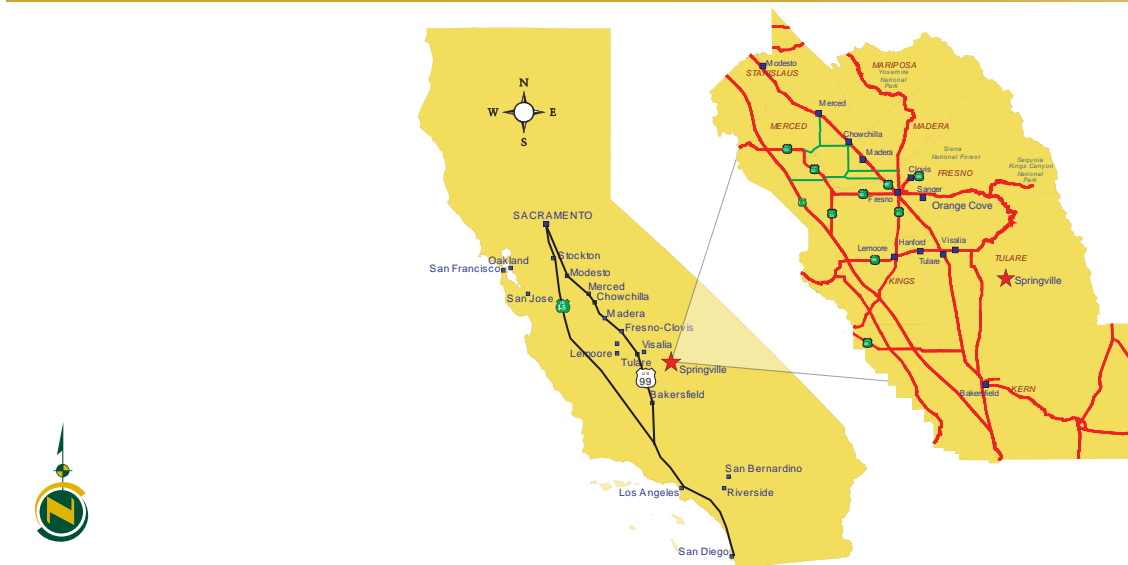 N
W
E
S
SACRAMENTO
Stockton
Oakland
San Francisco
Modesto
Merced
San Jose
Chowchilla
Madera
Fresno-Clovis
Visalia
Lemoore
Tulare
Springville
US
99
Bakersfield
San Bernardino
Los Angeles
Riverside
San Diego
N
Modesto
STANISLAUS
MARIPOSA
Yosemite
National
Park
Merced
MERCED
MADERA
Chowchilla
Madera
Sierra
National Forest
Clovis
FRESNO
Sequoia
Kings Canyon
National
Park
Sanger
Fresno
Orange Cove
Lemoore
Hanford
Visalia
Tulare
TULARE
KINGS
Springville
Bakersfield
KERN